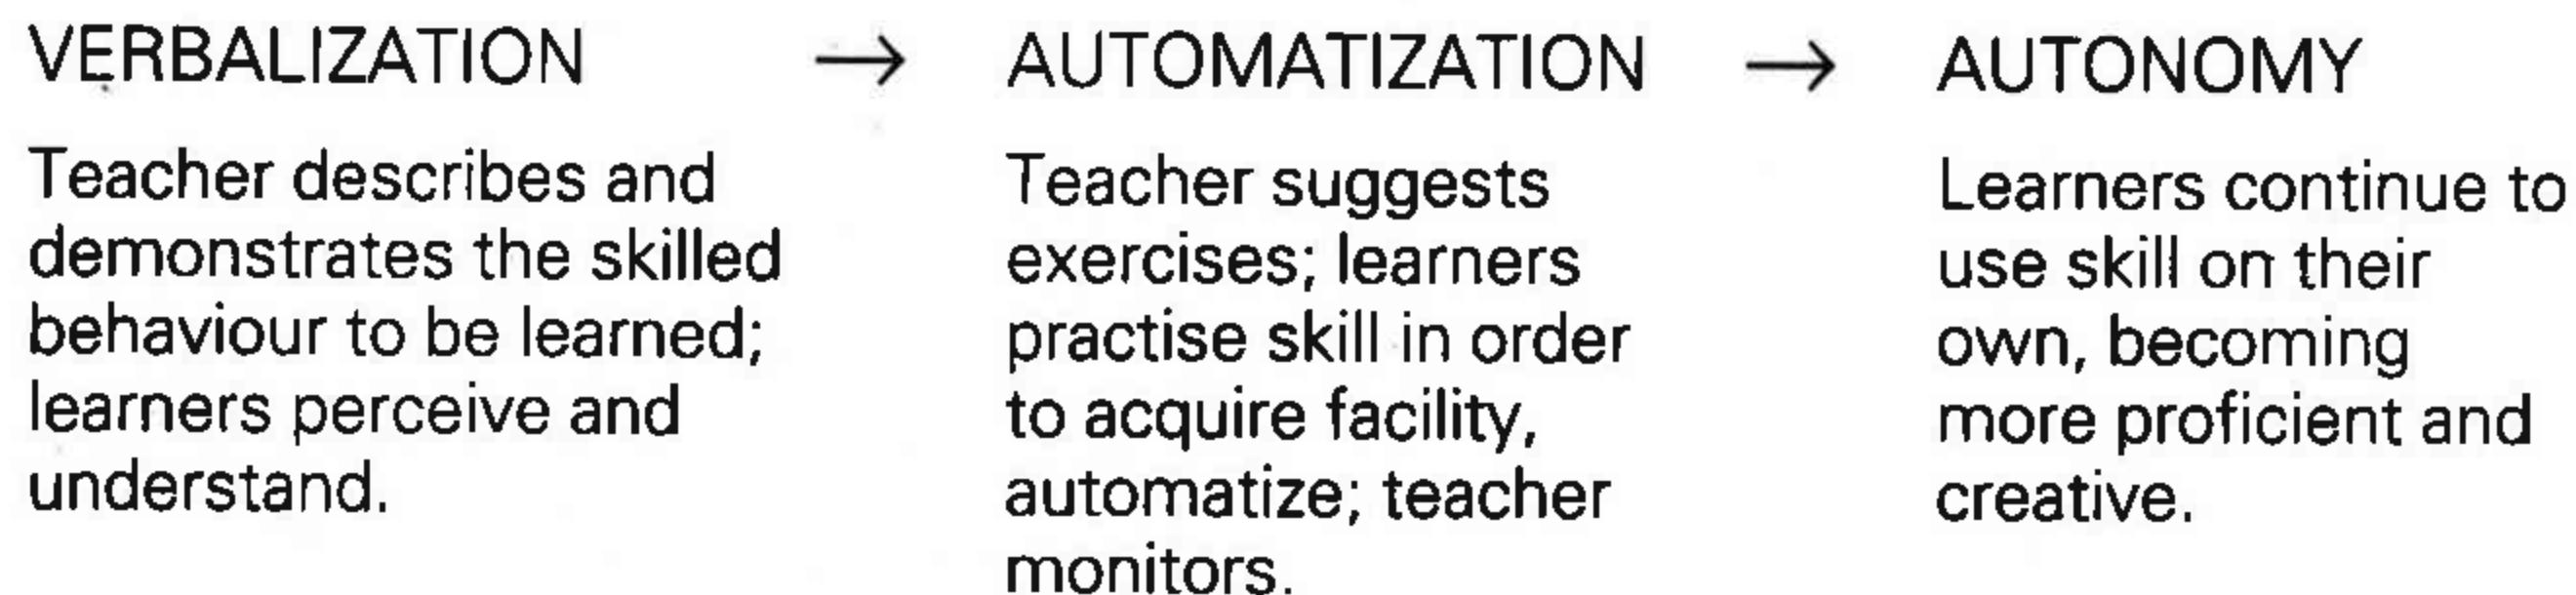 VERBALIZATION → AUTOMATIZATION → AUTONOMY
Teacher describes and
demonstrates the skilled
behaviour to be learned;
learners perceive and
understand.
Teacher suggests
exercises; learners
practise skill in order
to acquire facility,
automatize; teacher
monitors.
Learners continue to
use skill on their
own, becoming
more proficient and
creative.